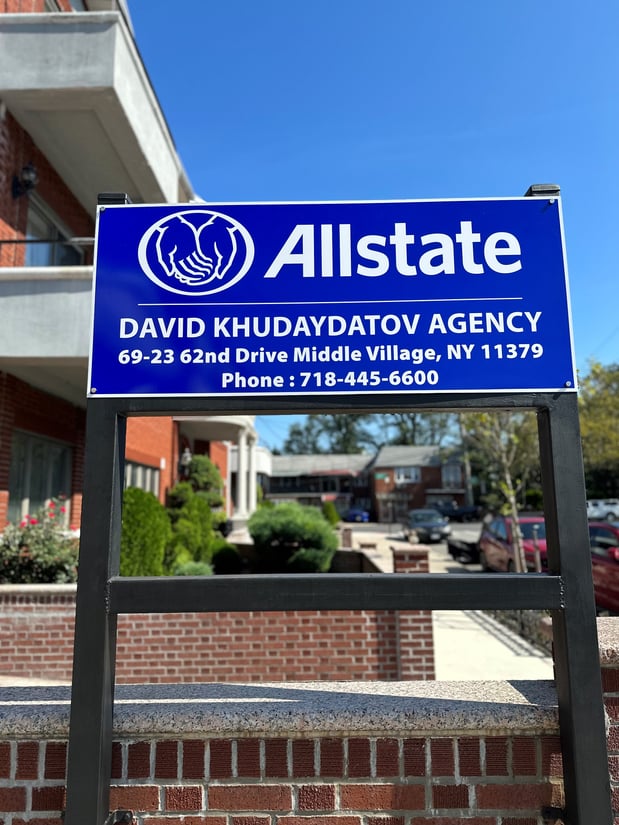 Allstate
DAVID KHUDAYDATOV AGENCY
69-23 62nd Drive Middle Village, NY 11379
Phone : 718-445-6600